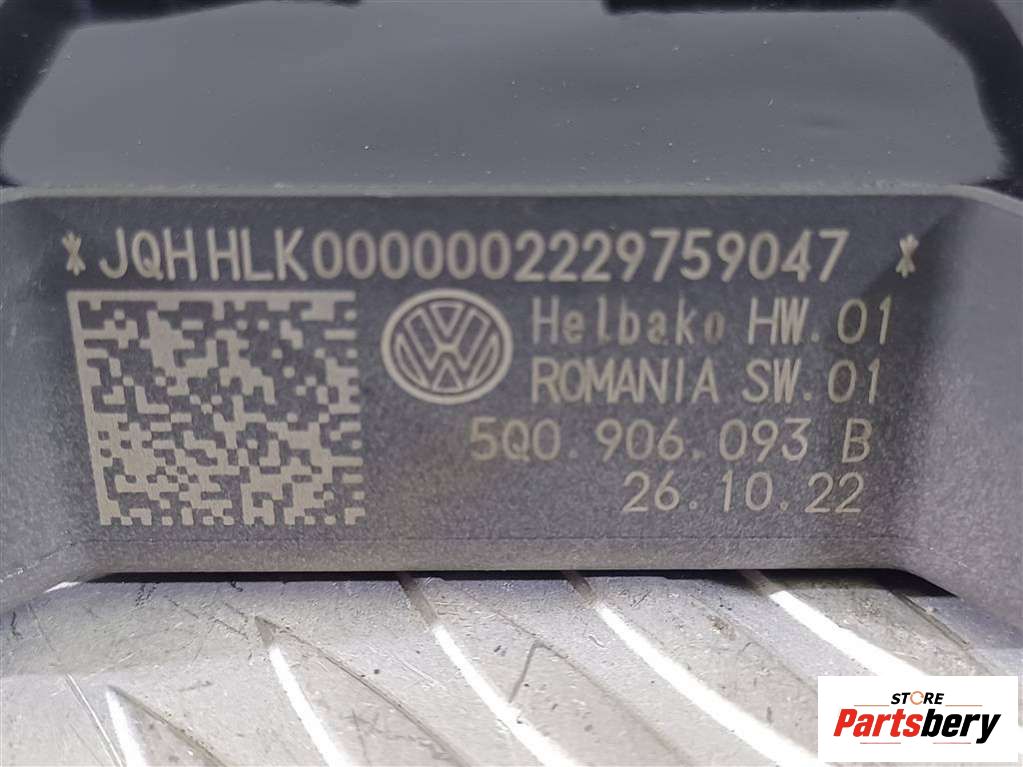 * JQH HLK0000002229759047 *
Helbako HW.01
ROMANIA SW.01
5Q0.906.093 B
26.10.22
STORE
Partsbery